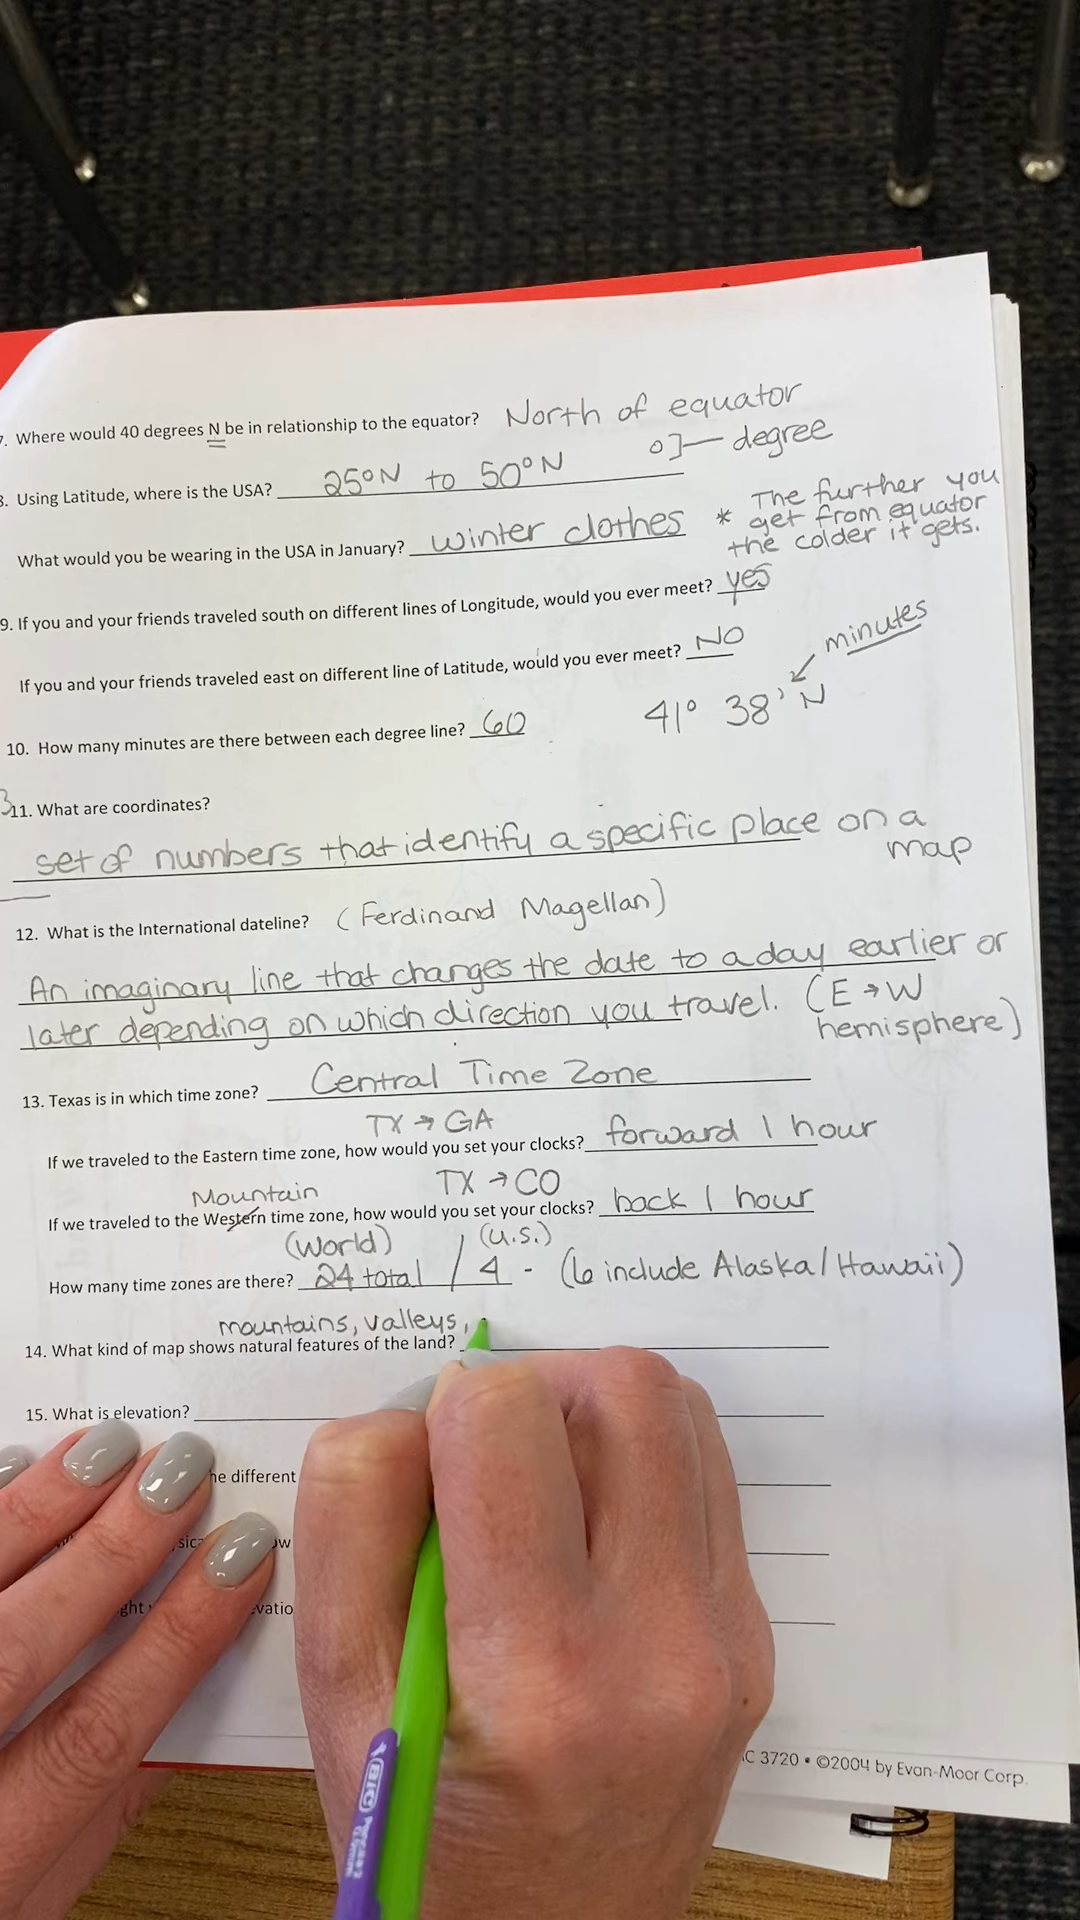 . Where would 40 degrees N be in relationship to the equator? North of equator
o]— degree
. Using Latitude, where is the USA? 25°N to 50°N
What would you be wearing in the USA in January? winter clothes
* The further you
get from equator
the colder it gets.
9. If you and your friends traveled south on different lines of Longitude, would you ever meet? yes
If you and your friends traveled east on different line of Latitude, would you ever meet? NO
minutes
41° 38' N
10. How many minutes are there between each degree line? 60
11. What are coordinates?
set of numbers that identify a specific place on a
map
12. What is the International dateline? (Ferdinand Magellan)
An imaginary line that changes the date to a day earlier or
later depending on which direction you travel. (E→W
hemisphere)
13. Texas is in which time zone? Central Time Zone
TX → GA
If we traveled to the Eastern time zone, how would you set your clocks? forward 1 hour
Mountain TX → CO
If we traveled to the Western time zone, how would you set your clocks? back 1 hour
(World) (U.S.)
How many time zones are there? 24 total / 4 - (6 include Alaska/Hawaii)
mountains, valleys,
14. What kind of map shows natural features of the land?
15. What is elevation?
he different
sica ow
ght vatio
C 3720 • ©2004 by Evan-Moor Corp.
BIC